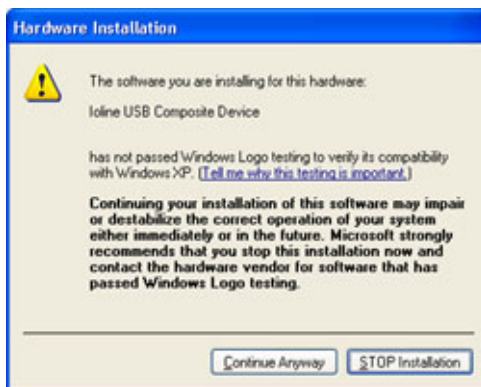 Hardware Installation
The software you are installing for this hardware:
Ioline USB Composite Device
has not passed Windows Logo testing to verify its compatibility
with Windows XP. (Tell me why this testing is important.)
Continuing your installation of this software may impair
or destabilize the correct operation of your system
either immediately or in the future. Microsoft strongly
recommends that you stop this installation now and
contact the hardware vendor for software that has
passed Windows Logo testing.
Continue Anyway
STOP Installation